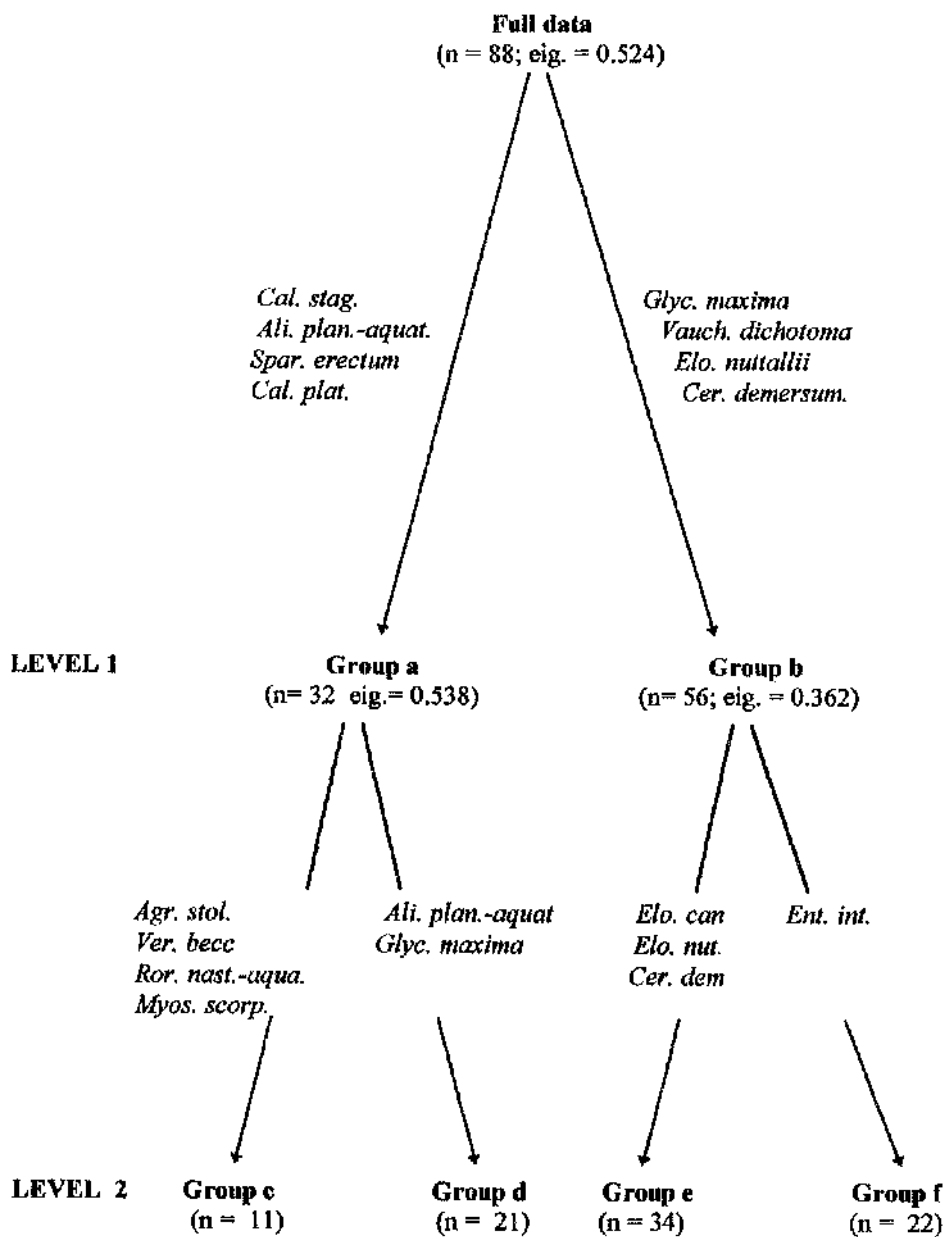 Full data
(n = 88; eig. = 0.524)
Cal. stag.
Ali. plan.-aquat.
Spar. erectum
Cal. plat.
Glyc. maxima
Vauch. dichotoma
Elo. nuttallii
Cer. demersum.
LEVEL 1
Group a
(n= 32 eig.= 0.538)
Group b
(n= 56; eig. = 0.362)
Agr. stol.
Ver. becc
Ror. nast.-aqua.
Myos. scorp.
Ali. plan.-aquat
Glyc. maxima
Elo. can
Elo. nut.
Cer. dem
Ent. int.
LEVEL 2
Group c
(n = 11)
Group d
(n = 21)
Group e
(n = 34)
Group f
(n = 22)